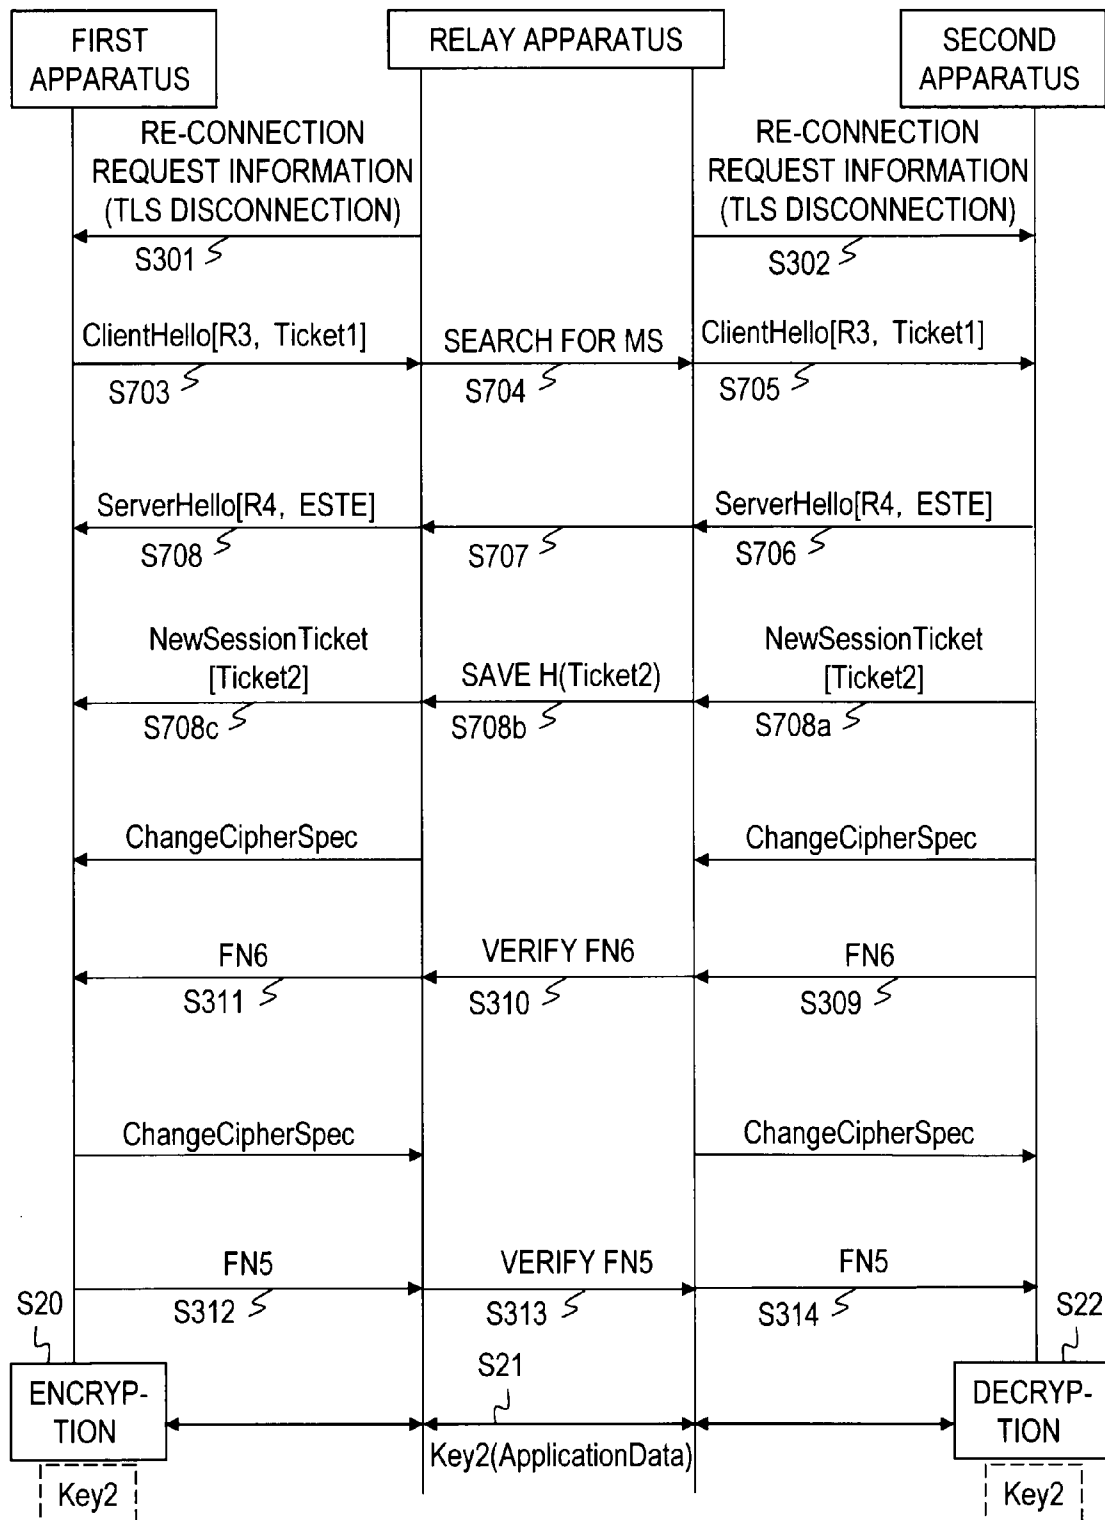 FIRST
APPARATUS
RELAY APPARATUS
SECOND
APPARATUS
RE-CONNECTION
REQUEST INFORMATION
(TLS DISCONNECTION)
RE-CONNECTION
REQUEST INFORMATION
(TLS DISCONNECTION)
S301
S302
ClientHello[R3, Ticket1]
SEARCH FOR MS
ClientHello[R3, Ticket1]
S703
S704
S705
ServerHello[R4, ESTE]
ServerHello[R4, ESTE]
S708
S707
S706
NewSessionTicket
[Ticket2]
SAVE H(Ticket2)
NewSessionTicket
[Ticket2]
S708c
S708b
S708a
ChangeCipherSpec
ChangeCipherSpec
FN6
VERIFY FN6
FN6
S311
S310
S309
ChangeCipherSpec
ChangeCipherSpec
FN5
VERIFY FN5
FN5
S312
S313
S314
S20
S21
S22
ENCRYP-
TION
DECRYP-
TION
Key2(ApplicationData)
Key2
Key2